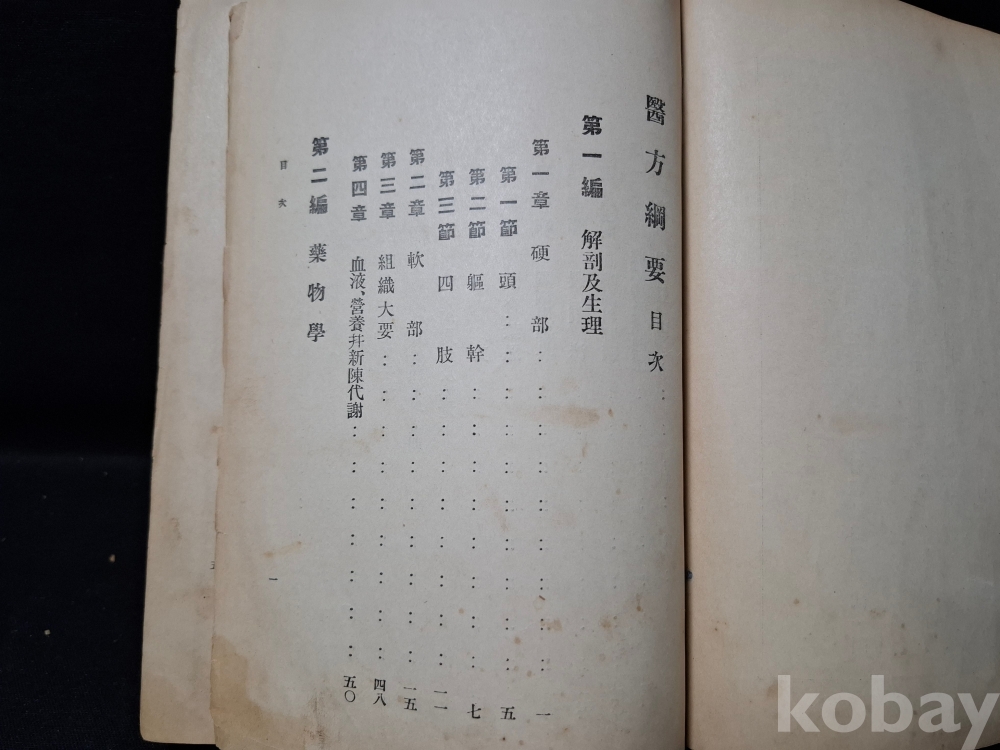 醫方綱要目次
第一編 解剖及生理
第一章 硬部 : : : : : : : : : 一
第一節 頭 : : : : : : : : : 五
第二節 軀幹 : : : : : : : : 七
第三節 四肢 : : : : : : : : 一一
第二章 軟部 : : : : : : : : 一五
第三章 組織大要 : : : : : : : : 四八
第四章 血液、營養幷新陳代謝 : : : : : : : 五〇
第二編 藥物學
目次
一
kobay